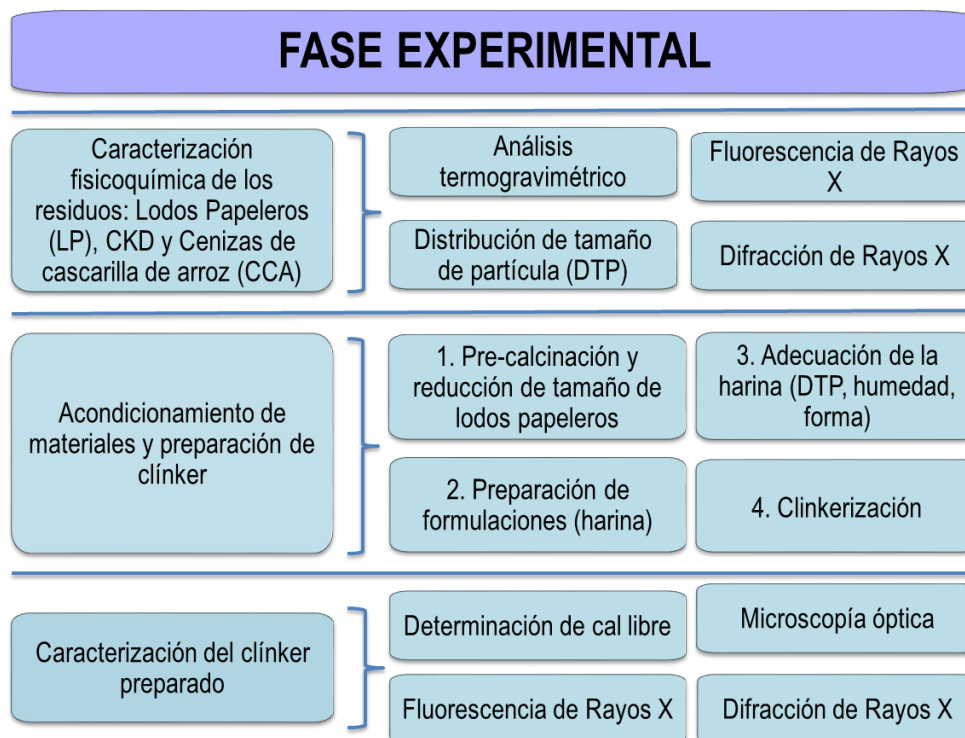 FASE EXPERIMENTAL
Caracterización
fisicoquímica de los
residuos: Lodos Papeleros
(LP), CKD y Cenizas de
cascarilla de arroz (CCA)
Análisis
termogravimétrico
Fluorescencia de Rayos
X
Distribución de tamaño
de partícula (DTP)
Difracción de Rayos X
Acondicionamiento de
materiales y preparación de
clínker
1. Pre-calcinación y
reducción de tamaño de
lodos papeleros
3. Adecuación de la
harina (DTP, humedad,
forma)
2. Preparación de
formulaciones (harina)
4. Clinkerización
Caracterización del clínker
preparado
Determinación de cal libre
Microscopía óptica
Fluorescencia de Rayos X
Difracción de Rayos X